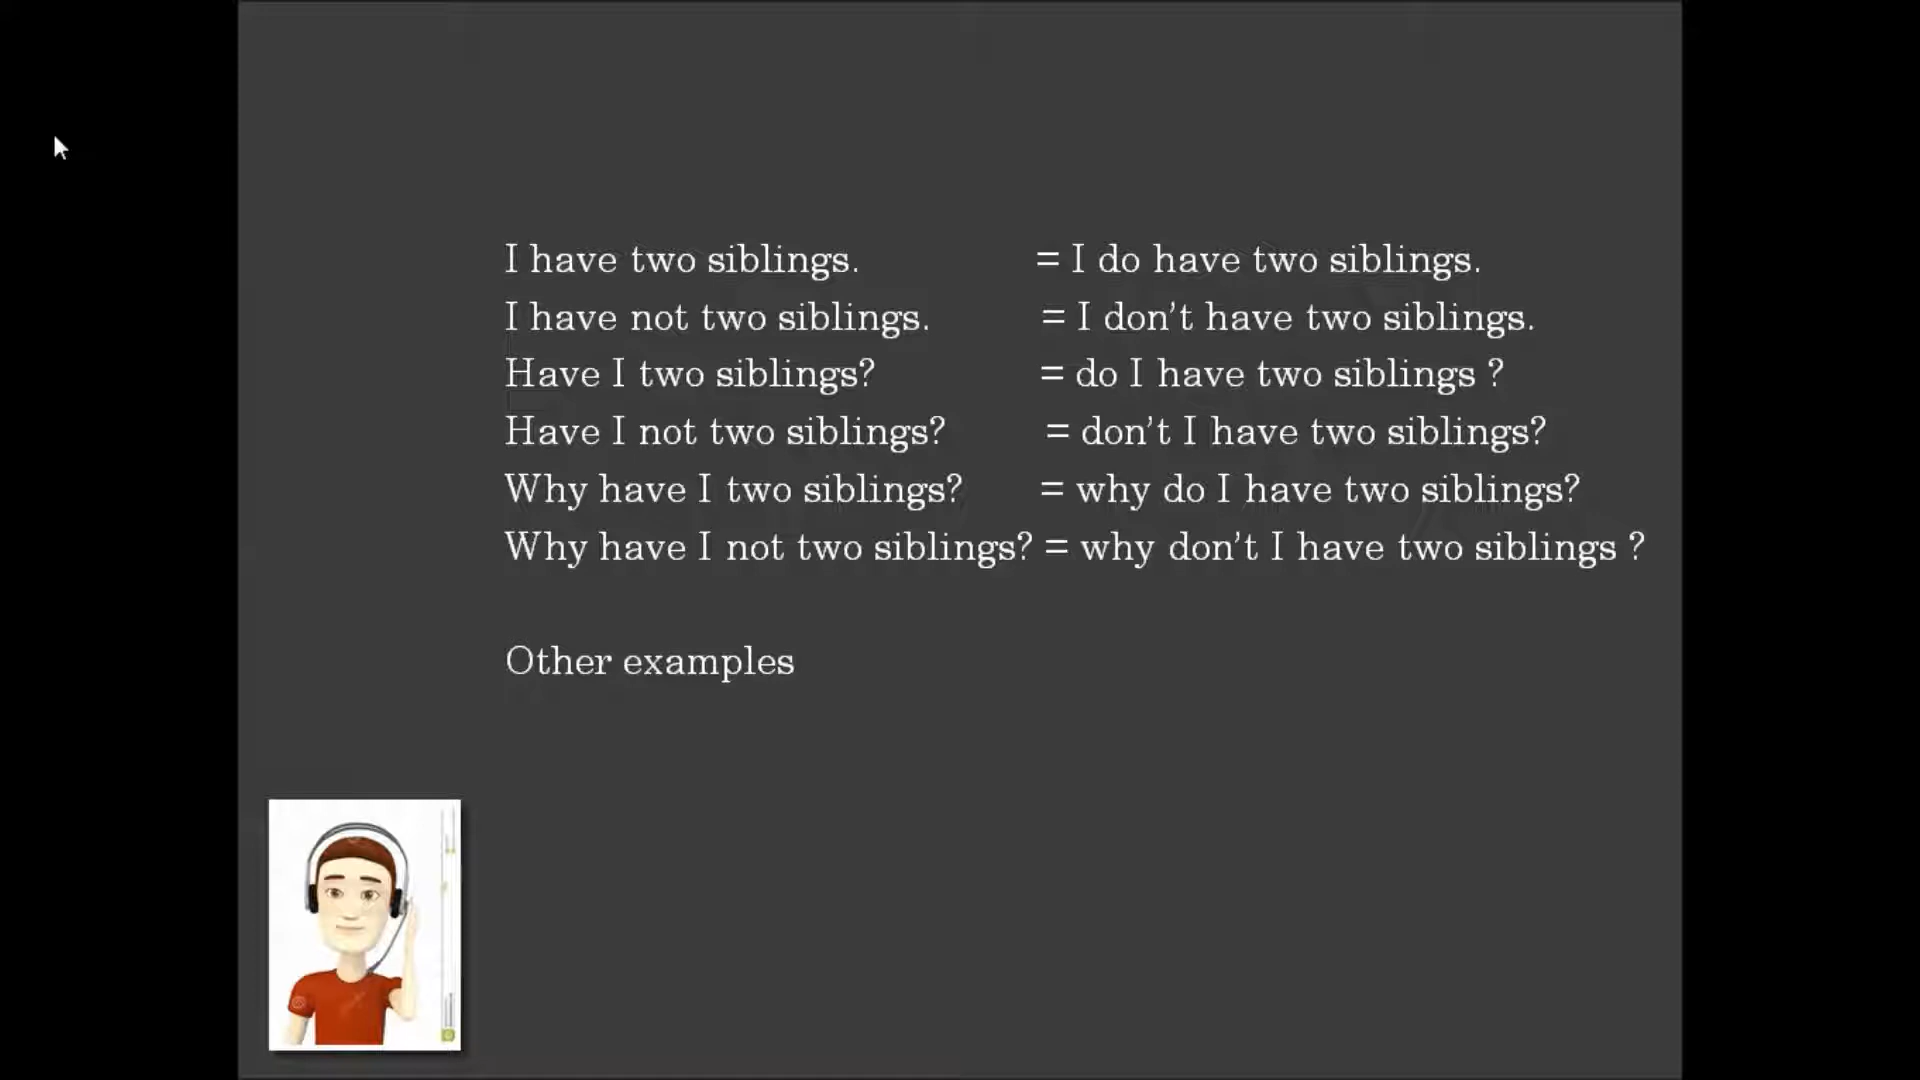 I have two siblings. = I do have two siblings.
I have not two siblings. = I don't have two siblings.
Have I two siblings? = do I have two siblings ?
Have I not two siblings? = don't I have two siblings?
Why have I two siblings? = why do I have two siblings?
Why have I not two siblings? = why don't I have two siblings ?
Other examples